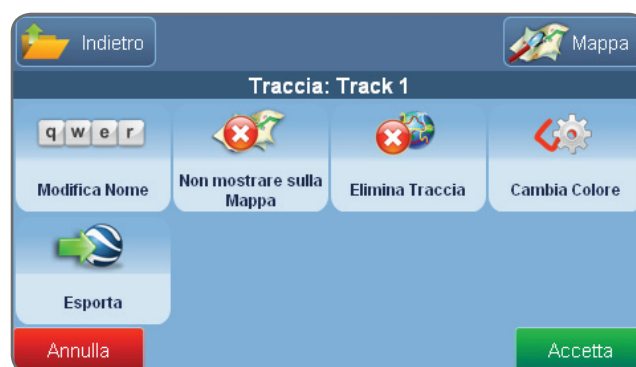 Indietro
Mappa
Traccia: Track 1
q w e r
Modifica Nome
Non mostrare sulla
Mappa
Elimina Traccia
Cambia Colore
Esporta
Annulla
Accetta